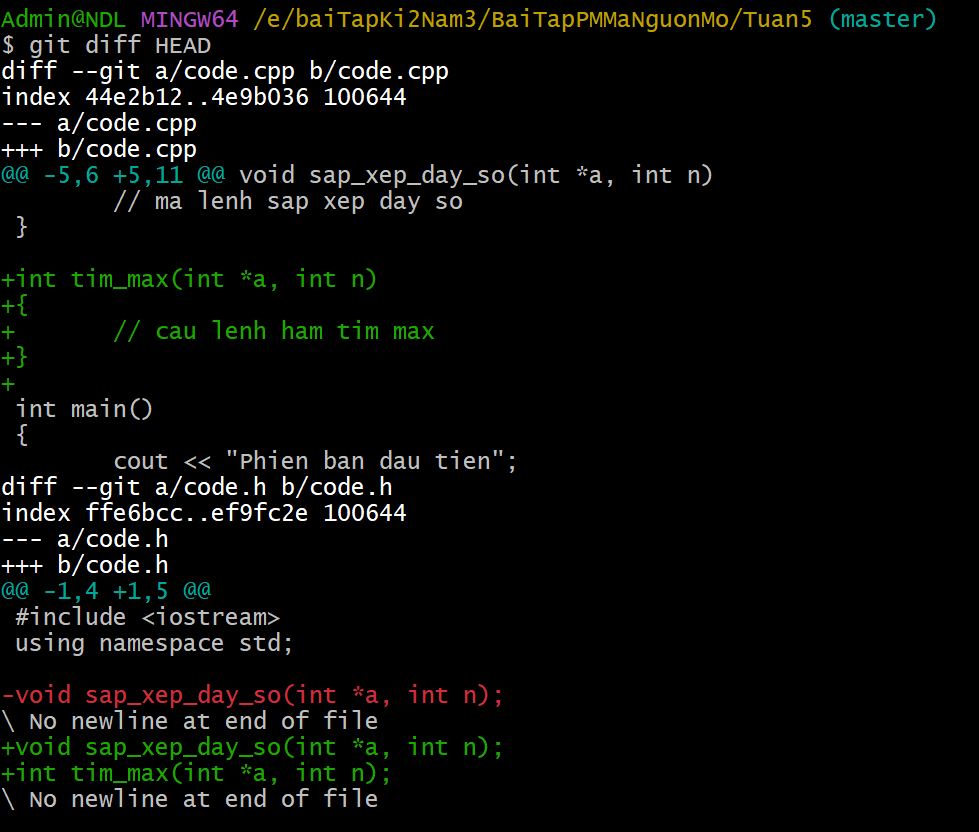 Admin@NDL MINGW64 /e/baiTapKi2Nam3/BaiTapPMMaNguonMo/Tuan5 (master)
$ git diff HEAD
diff --git a/code.cpp b/code.cpp
index 44e2b12..4e9b036 100644
--- a/code.cpp
+++ b/code.cpp
@@ -5,6 +5,11 @@ void sap_xep_day_so(int *a, int n)
        // ma lenh sap xep day so
 }

+int tim_max(int *a, int n)
+{
+       // cau lenh ham tim max
+}
+
 int main()
 {
        cout << "Phien ban dau tien";
diff --git a/code.h b/code.h
index ffe6bcc..ef9fc2e 100644
--- a/code.h
+++ b/code.h
@@ -1,4 +1,5 @@
 #include <iostream>
 using namespace std;

-void sap_xep_day_so(int *a, int n);
\ No newline at end of file
+void sap_xep_day_so(int *a, int n);
+int tim_max(int *a, int n);
\ No newline at end of file